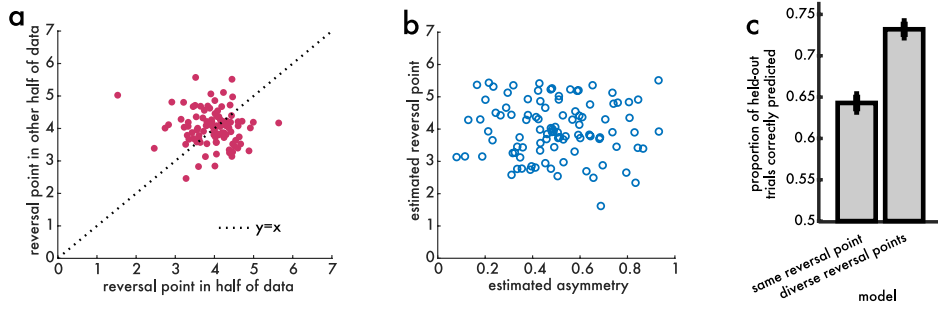 a
reversal point in other half of data
7
6
5
4
3
2
1
0
y=x
0 1 2 3 4 5 6 7
reversal point in half of data
b
estimated reversal point
7
6
5
4
3
2
1
0
0 0.2 0.4 0.6 0.8 1
estimated asymmetry
c
proportion of held-out
trials correctly predicted
0.75
0.7
0.65
0.6
0.55
0.5
same reversal point
diverse reversal points
model